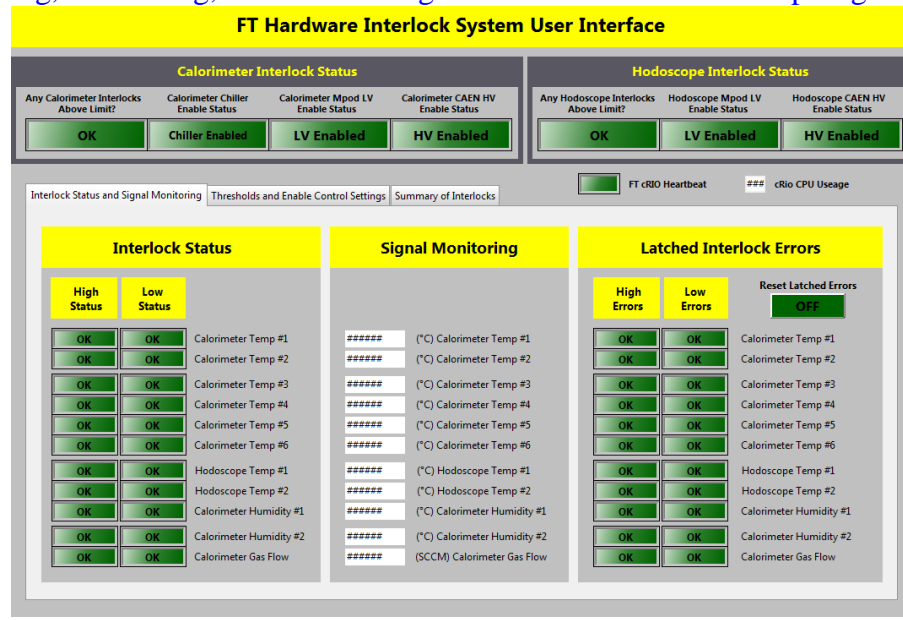 FT Hardware Interlock System User Interface
Calorimeter Interlock Status
Hodoscope Interlock Status
Any Calorimeter Interlocks Above Limit?
Calorimeter Chiller Enable Status
Calorimeter Mpod LV Enable Status
Calorimeter CAEN HV Enable Status
Any Hodoscope Interlocks Above Limit?
Hodoscope Mpod LV Enable Status
Hodoscope CAEN HV Enable Status
OK
Chiller Enabled
LV Enabled
HV Enabled
OK
LV Enabled
HV Enabled
FT cRIO Heartbeat
### cRio CPU Useage
Interlock Status and Signal Monitoring
Thresholds and Enable Control Settings
Summary of Interlocks
Interlock Status
High Status
Low Status
OK OK Calorimeter Temp #1
OK OK Calorimeter Temp #2
OK OK Calorimeter Temp #3
OK OK Calorimeter Temp #4
OK OK Calorimeter Temp #5
OK OK Calorimeter Temp #6
OK OK Hodoscope Temp #1
OK OK Hodoscope Temp #2
OK OK Calorimeter Humidity #1
OK OK Calorimeter Humidity #2
OK OK Calorimeter Gas Flow
Signal Monitoring
###### (°C) Calorimeter Temp #1
###### (°C) Calorimeter Temp #2
###### (°C) Calorimeter Temp #3
###### (°C) Calorimeter Temp #4
###### (°C) Calorimeter Temp #5
###### (°C) Calorimeter Temp #6
###### (°C) Hodoscope Temp #1
###### (°C) Hodoscope Temp #2
###### (°C) Calorimeter Humidity #1
###### (°C) Calorimeter Humidity #2
###### (SCCM) Calorimeter Gas Flow
Latched Interlock Errors
High Errors
Low Errors
Reset Latched Errors
OFF
OK OK Calorimeter Temp #1
OK OK Calorimeter Temp #2
OK OK Calorimeter Temp #3
OK OK Calorimeter Temp #4
OK OK Calorimeter Temp #5
OK OK Calorimeter Temp #6
OK OK Hodoscope Temp #1
OK OK Hodoscope Temp #2
OK OK Calorimeter Humidity #1
OK OK Calorimeter Humidity #2
OK OK Calorimeter Gas Flow